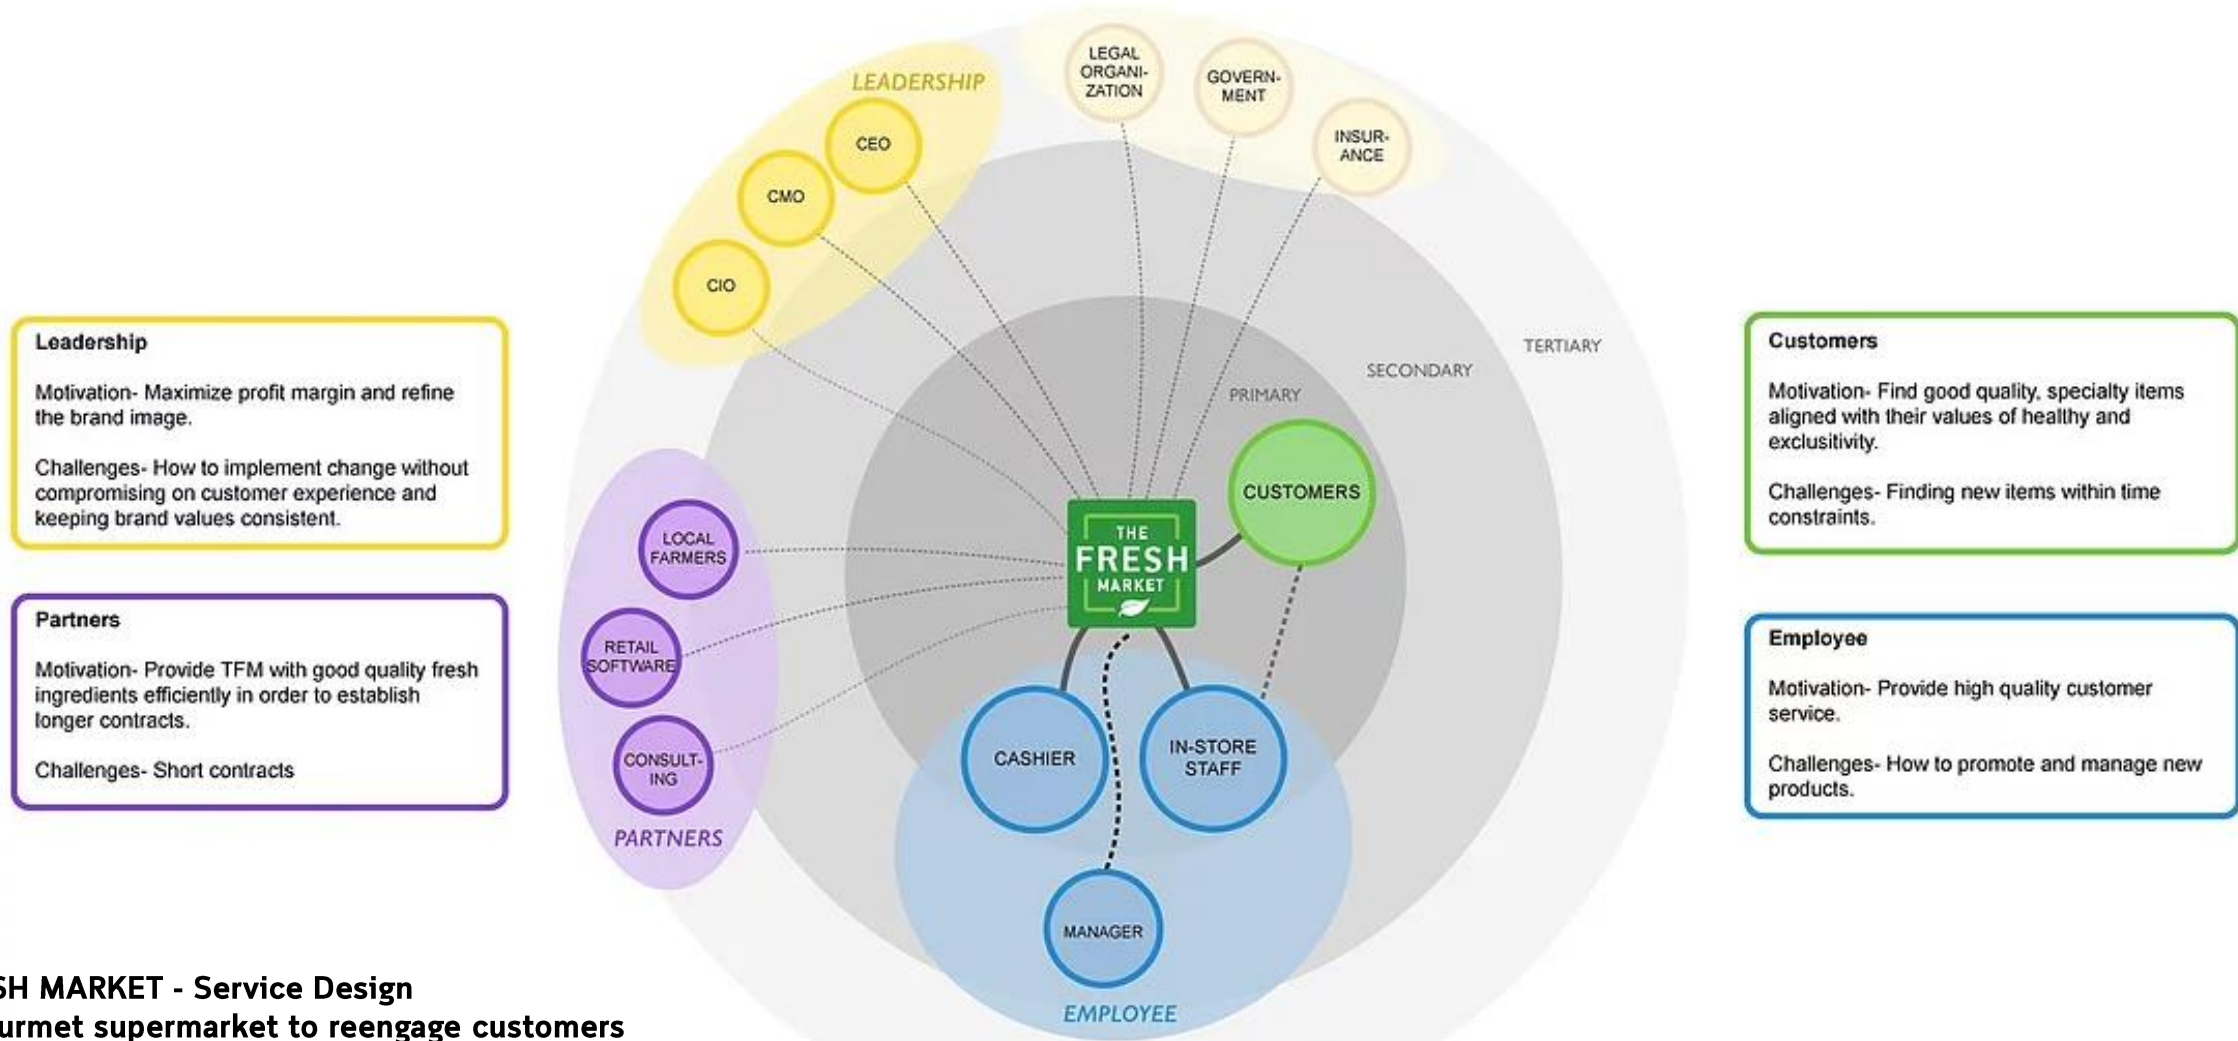 LEADERSHIP
CEO
CMO
CIO
LEGAL
ORGANI-
ZATION
GOVERN-
MENT
INSUR-
ANCE
TERTIARY
SECONDARY
PRIMARY
Leadership
Motivation- Maximize profit margin and refine
the brand image.
Challenges- How to implement change without
compromising on customer experience and
keeping brand values consistent.
Partners
Motivation- Provide TFM with good quality fresh
ingredients efficiently in order to establish
longer contracts.
Challenges- Short contracts
LOCAL
FARMERS
RETAIL
SOFTWARE
CONSULT-
ING
PARTNERS
THE
FRESH
MARKET
CUSTOMERS
CASHIER
IN-STORE
STAFF
MANAGER
EMPLOYEE
Customers
Motivation- Find good quality, specialty items
aligned with their values of healthy and
exclusitivity.
Challenges- Finding new items within time
constraints.
Employee
Motivation- Provide high quality customer
service.
Challenges- How to promote and manage new
products.
SH MARKET - Service Design
urmet supermarket to reengage customers